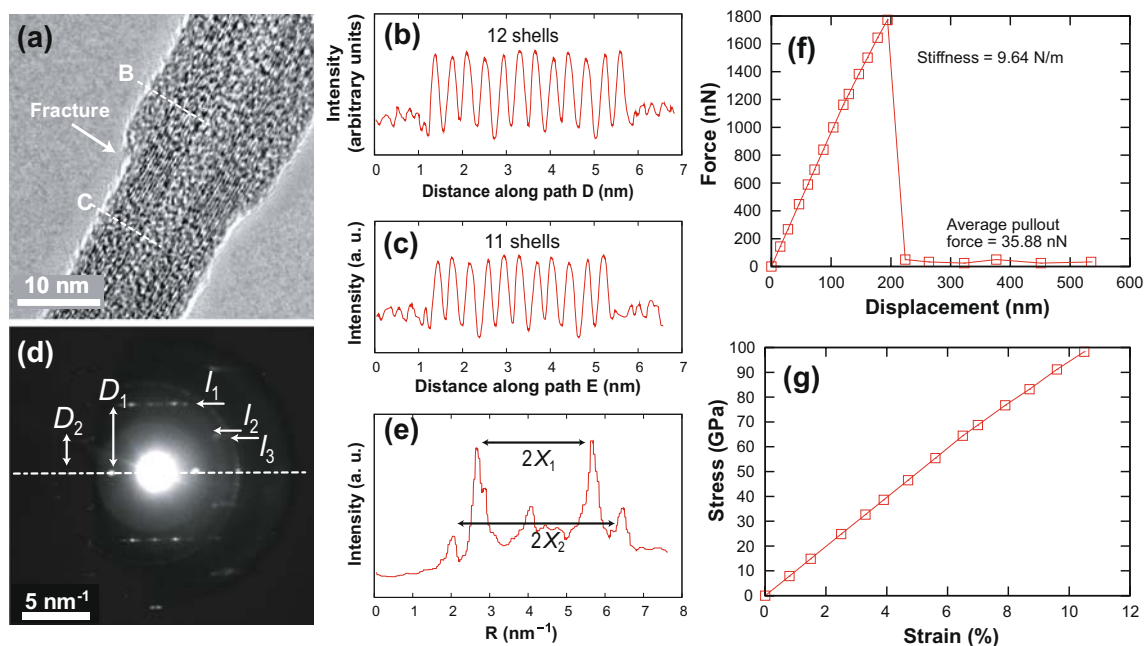 (a)
B
Fracture
C
10 nm
(b)
12 shells
Intensity
(arbitrary units)
0 1 2 3 4 5 6 7
Distance along path D (nm)
(c)
11 shells
Intensity (a. u.)
0 1 2 3 4 5 6 7
Distance along path E (nm)
(d)
D2
D1
l1
l2
l3
5 nm⁻¹
(e)
2X1
2X2
Intensity (a. u.)
0 1 2 3 4 5 6 7 8
R (nm⁻¹)
(f)
Stiffness = 9.64 N/m
Average pullout
force = 35.88 nN
Force (nN)
1800
1600
1400
1200
1000
800
600
400
200
0
0 100 200 300 400 500 600
Displacement (nm)
(g)
Stress (GPa)
100
90
80
70
60
50
40
30
20
10
0
0 2 4 6 8 10 12
Strain (%)